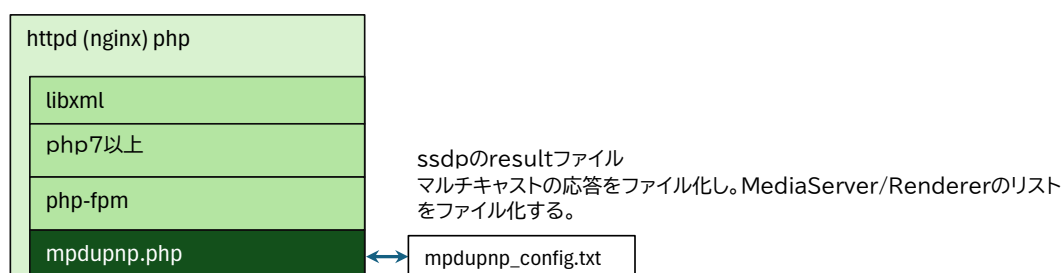 httpd (nginx) php
libxml
php7以上
php-fpm
mpdupnp.php
ssdpのresultファイル
マルチキャストの応答をファイル化し。MediaServer/Rendererのリスト
をファイル化する。
mpdupnp_config.txt